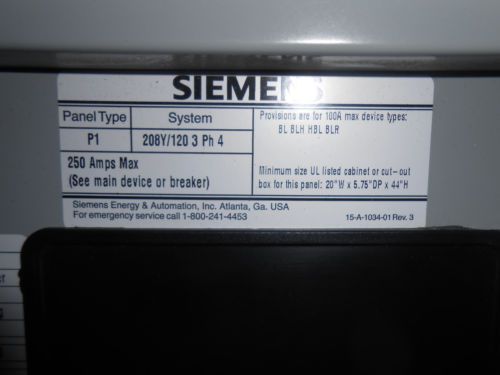 SIEMENS
Panel Type
System
P1
208Y/120 3 Ph 4
250 Amps Max
(See main device or breaker)
Provisions are for 100A max device types:
BL BLH HBL BLR
Minimum size UL listed cabinet or cut-out
box for this panel: 20"W x 5.75"DP x 44"H
Siemens Energy & Automation, Inc. Atlanta, Ga. USA
For emergency service call 1-800-241-4453
15-A-1034-01 Rev. 3